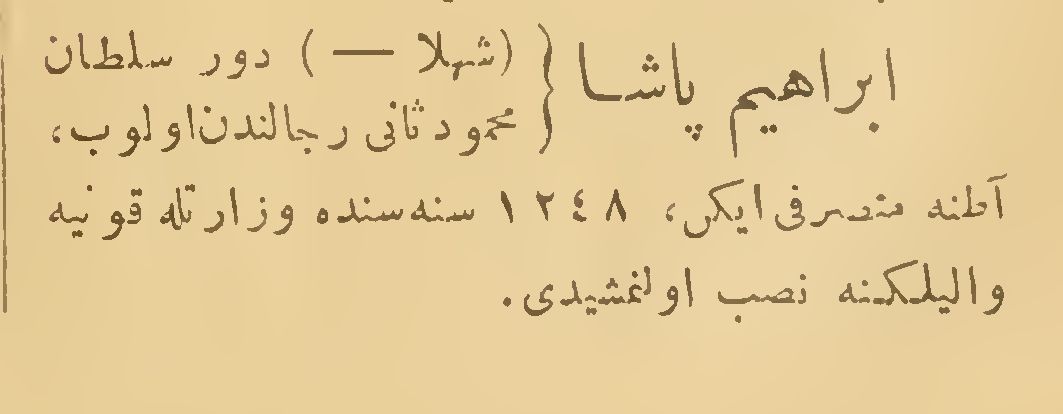 ابراهیم پاشا } (شهلا —) دور سلطان
محمود ثانی رجالندن اولوب،
آطنه متصرفی ایکن، ١٢٤٨ سنه‌سنده وزارتله قونیه
والیلکنه نصب اولنمشیدی.